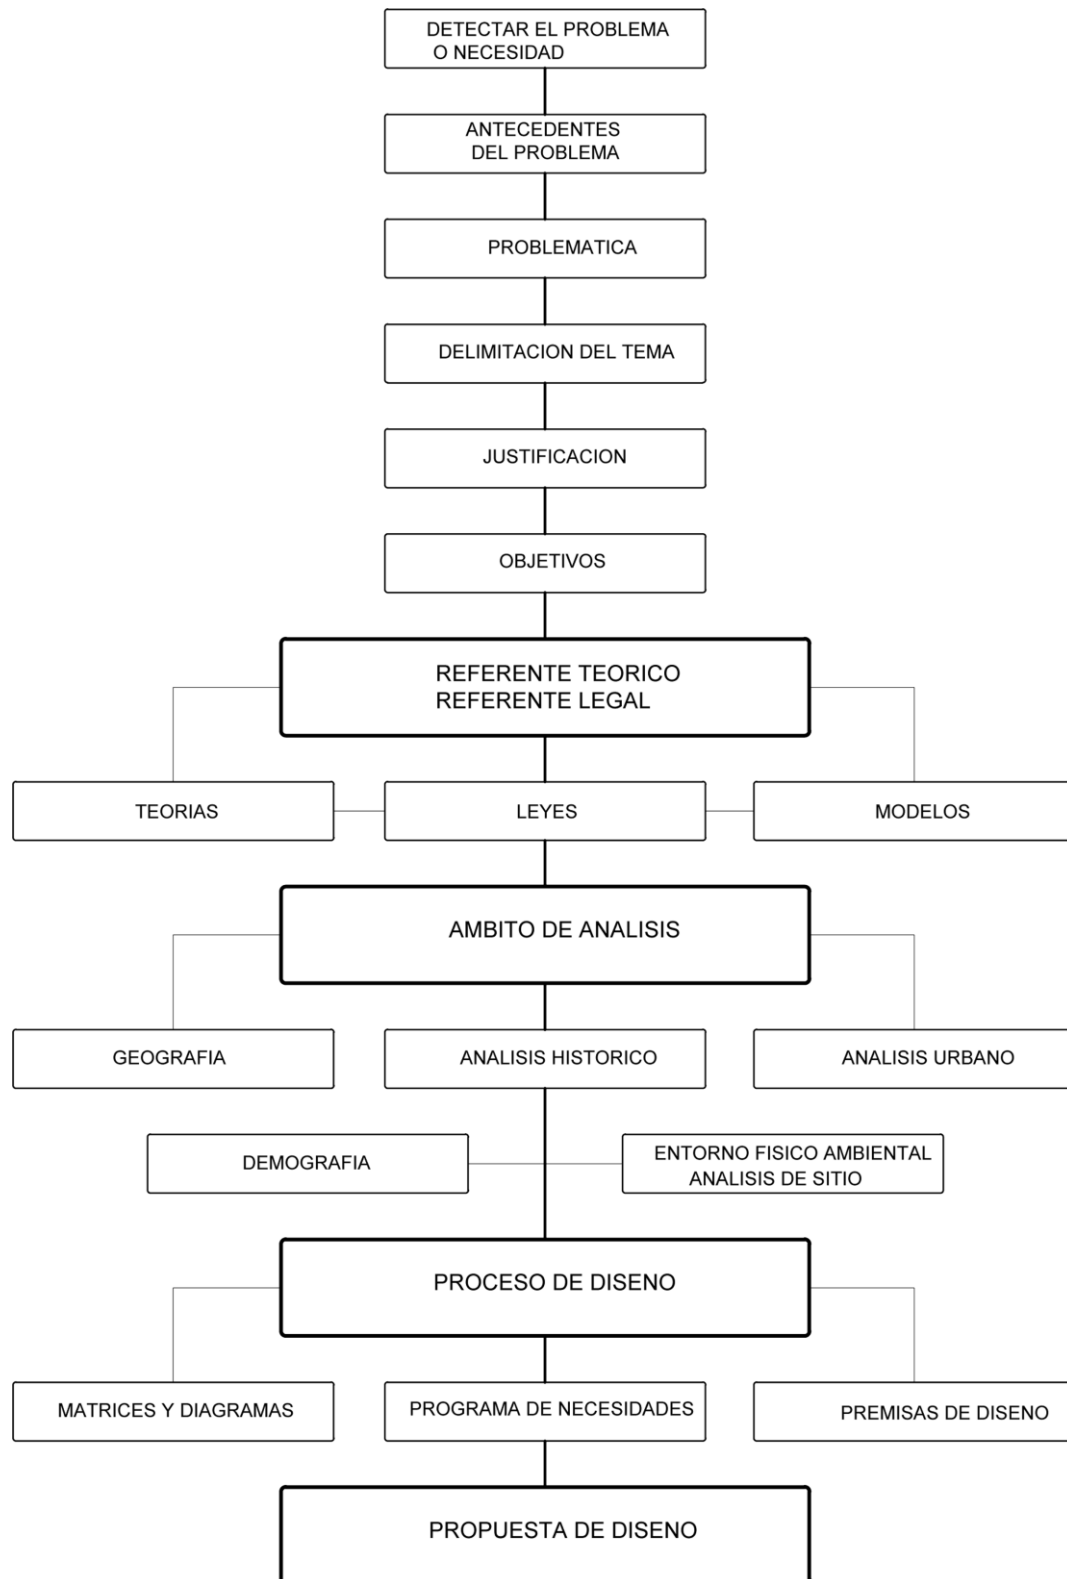 DETECTAR EL PROBLEMA
O NECESIDAD
ANTECEDENTES
DEL PROBLEMA
PROBLEMATICA
DELIMITACION DEL TEMA
JUSTIFICACION
OBJETIVOS
REFERENTE TEORICO
REFERENTE LEGAL
TEORIAS
LEYES
MODELOS
AMBITO DE ANALISIS
GEOGRAFIA
ANALISIS HISTORICO
ANALISIS URBANO
DEMOGRAFIA
ENTORNO FISICO AMBIENTAL
ANALISIS DE SITIO
PROCESO DE DISENO
MATRICES Y DIAGRAMAS
PROGRAMA DE NECESIDADES
PREMISAS DE DISENO
PROPUESTA DE DISENO